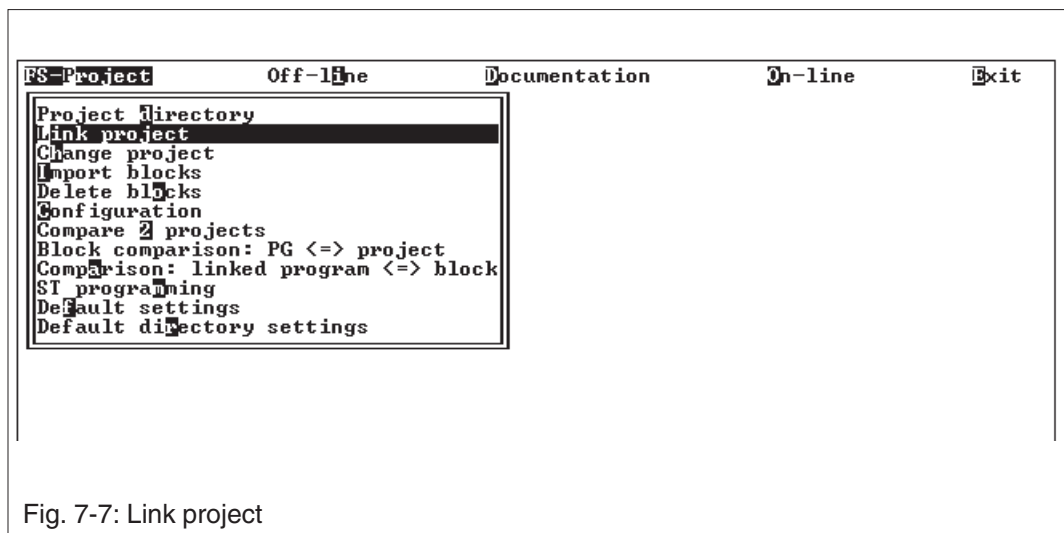 FS-Project Off-line Documentation On-line Exit
Project directory
Link project
Change project
Import blocks
Delete blocks
Configuration
Compare 2 projects
Block comparison: PG <=> project
Comparison: linked program <=> block
ST programming
Default settings
Default directory settings
Fig. 7-7: Link project